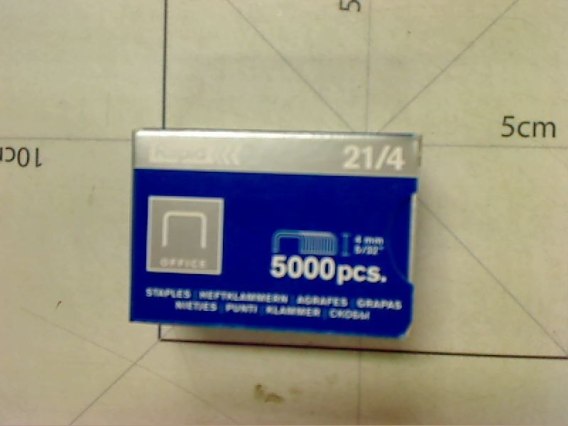 5
5cm
10c
21/4
OFFICE
4 mm
5/32"
5000pcs.
STAPLES HEFTKLAMMERN AGRAFES GRAPAS
NIETJES PUNTI KLAMMER СКОБЫ